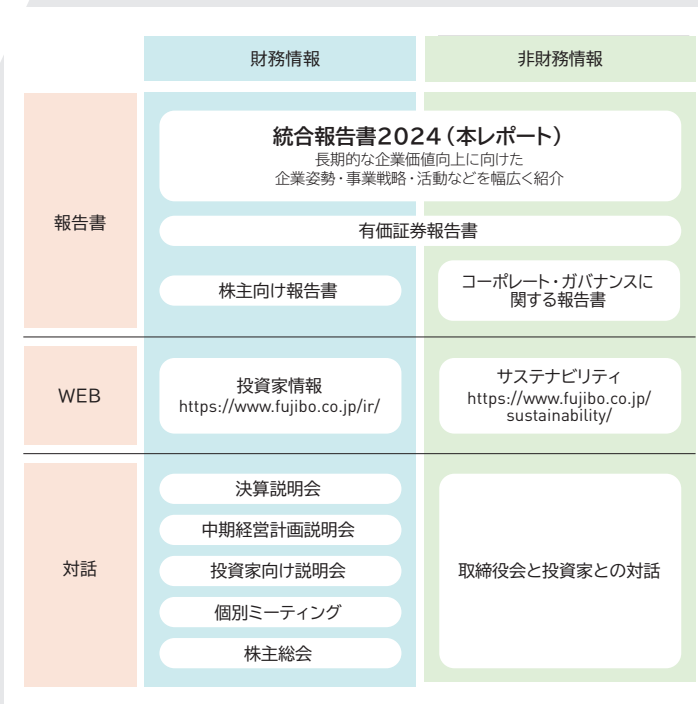 財務情報
非財務情報
報告書
統合報告書2024（本レポート）
長期的な企業価値向上に向けた
企業姿勢・事業戦略・活動などを幅広く紹介
有価証券報告書
株主向け報告書
コーポレート・ガバナンスに
関する報告書
WEB
投資家情報
https://www.fujibo.co.jp/ir/
サステナビリティ
https://www.fujibo.co.jp/
sustainability/
対話
決算説明会
中期経営計画説明会
投資家向け説明会
個別ミーティング
株主総会
取締役会と投資家との対話